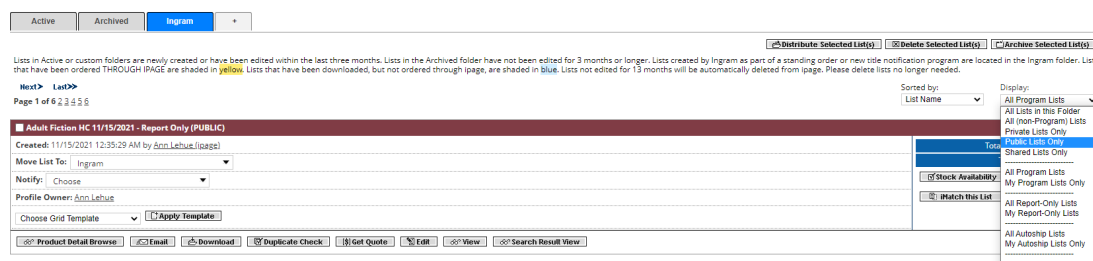 Active Archived Ingram +
Distribute Selected List(s) Delete Selected List(s) Archive Selected List(s)
Lists in Active or custom folders are newly created or have been edited within the last three months. Lists in the Archived folder have not been edited for 3 months or longer. Lists created by Ingram as part of a standing order or new title notification program are located in the Ingram folder. List
that have been ordered THROUGH IPAGE are shaded in yellow. Lists that have been downloaded, but not ordered through ipage, are shaded in blue. Lists not edited for 13 months will be automatically deleted from ipage. Please delete lists no longer needed.
Next> Last>>
Page 1 of 6 2 3 4 5 6
Sorted by: Display:
List Name All Program Lists
All Lists in this Folder
All (non-Program) Lists
Private Lists Only
Public Lists Only
Shared Lists Only
--------------------------
All Program Lists
My Program Lists Only
--------------------------
All Report-Only Lists
My Report-Only Lists
--------------------------
All Autoship Lists
My Autoship Lists Only
--------------------------
Adult Fiction HC 11/15/2021 - Report Only (PUBLIC)
Created: 11/15/2021 12:35:29 AM by Ann Lehue (ipage)
Move List To: Ingram
Notify: Choose
Profile Owner: Ann Lehue
Choose Grid Template Apply Template
Tota
Stock Availability
iMatch this List
Product Detail Browse Email Download Duplicate Check Get Quote Edit View Search Result View